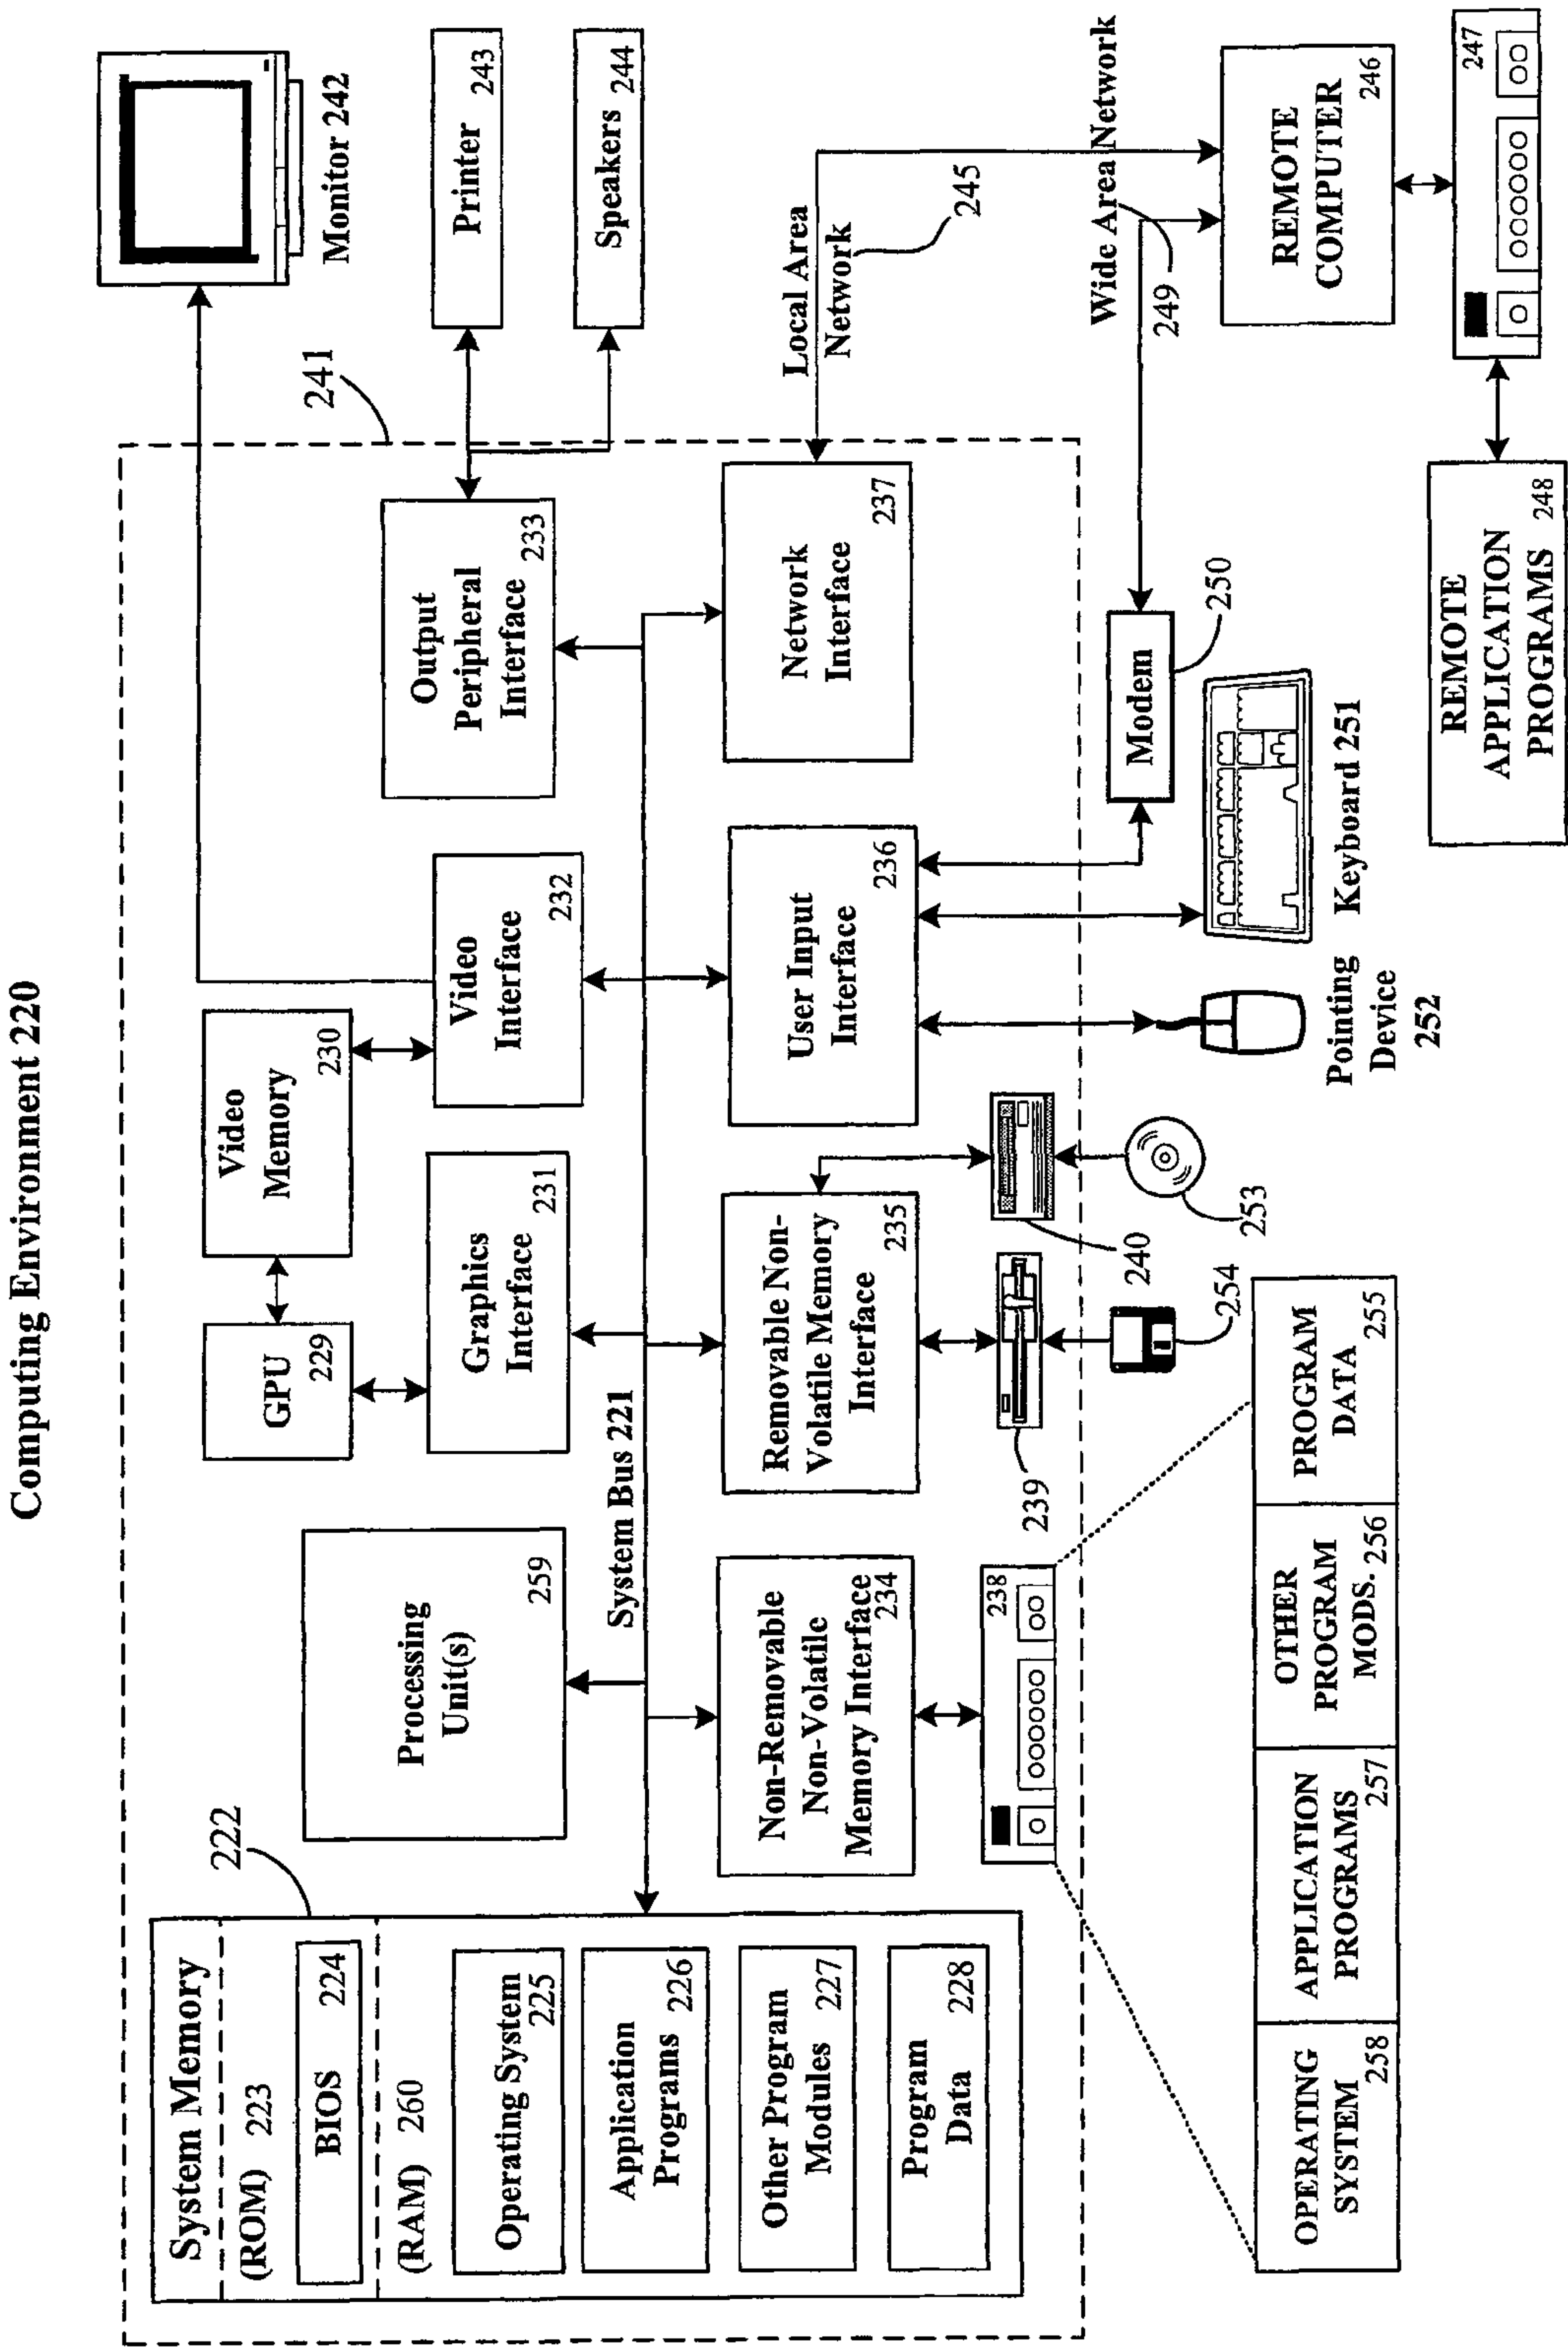 Computing Environment 220
222
System Memory
(ROM) 223
BIOS 224
(RAM) 260
Operating System
225
Application
Programs 226
Other Program
Modules 227
Program
Data 228
Processing
Unit(s)
259
System Bus 221
GPU
229
Video
Memory
230
Graphics
Interface
231
Video
Interface
232
Output
Peripheral
Interface
233
241
Monitor 242
Printer
243
Speakers
244
Non-Removable
Non-Volatile
Memory Interface
234
Removable Non-
Volatile Memory
Interface
235
User Input
Interface
236
Network
Interface
237
Local Area
Network
245
238
239
240
254
253
Pointing
Device
252
Keyboard 251
Modem
250
Wide Area Network
249
REMOTE
COMPUTER
246
247
REMOTE
APPLICATION
PROGRAMS
248
OPERATING
SYSTEM
258
APPLICATION
PROGRAMS
257
OTHER
PROGRAM
MODS.
256
PROGRAM
DATA
255